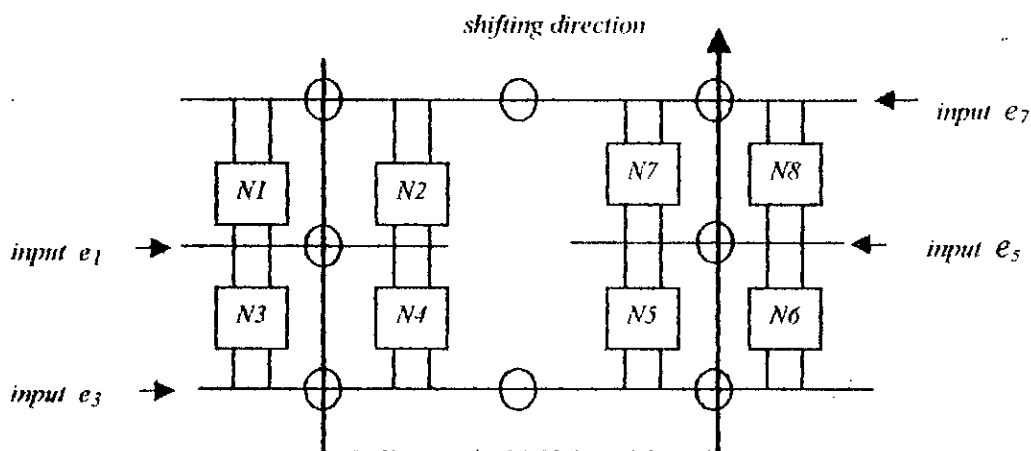 shifting direction
input e7
N1 N2 N7 N8
input e1
input e5
N3 N4 N5 N6
input e3